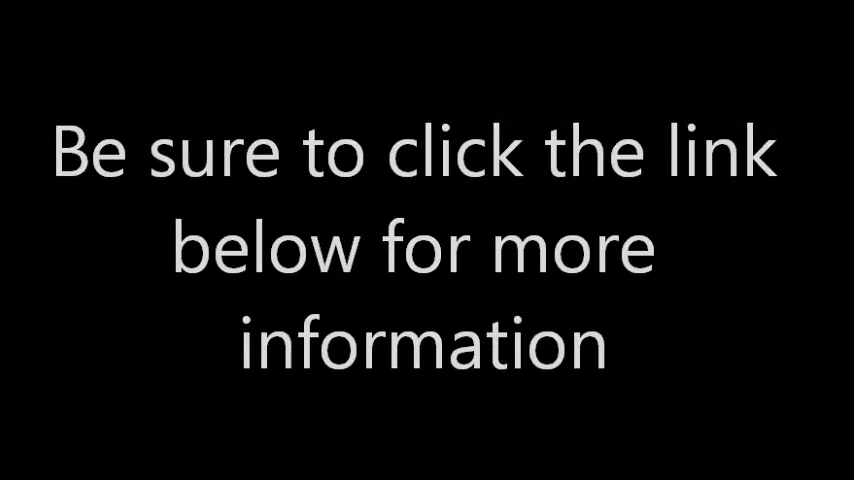 Be sure to click the link
below for more
information